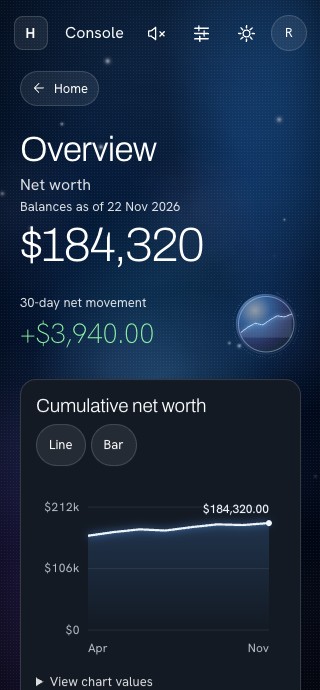 H Console R
Home
Overview
Net worth
Balances as of 22 Nov 2026
$184,320
30-day net movement
+$3,940.00
Cumulative net worth
Line Bar
$212k
$184,320.00
$106k
$0
Apr Nov
View chart values